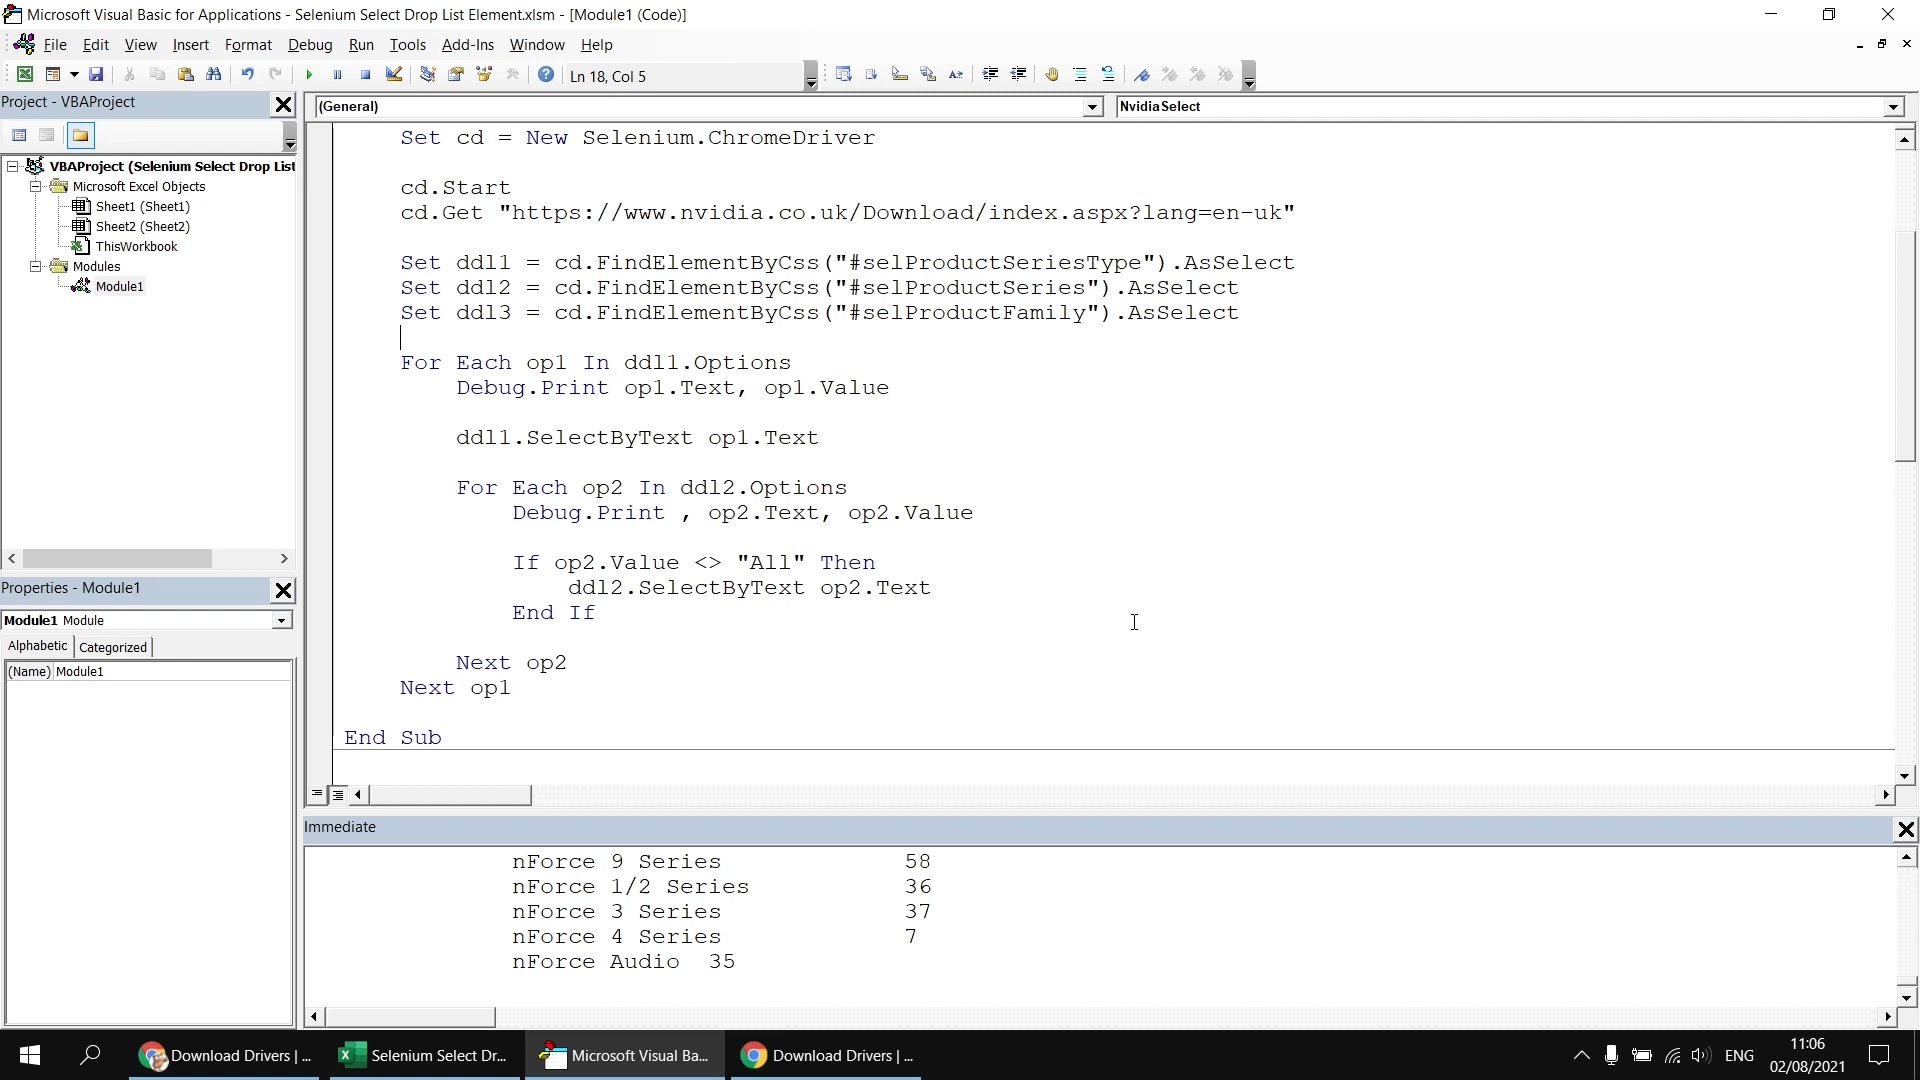 Microsoft Visual Basic for Applications - Selenium Select Drop List Element.xlsm - [Module1 (Code)]
File Edit View Insert Format Debug Run Tools Add-Ins Window Help
Ln 18, Col 5
Project - VBAProject
(General)
NvidiaSelect
VBAProject (Selenium Select Drop List
Microsoft Excel Objects
Sheet1 (Sheet1)
Sheet2 (Sheet2)
ThisWorkbook
Modules
Module1
Properties - Module1
Module1 Module
Alphabetic Categorized
(Name) Module1
Set cd = New Selenium.ChromeDriver
cd.Start
cd.Get "https://www.nvidia.co.uk/Download/index.aspx?lang=en-uk"
Set ddl1 = cd.FindElementByCss("#selProductSeriesType").AsSelect
Set ddl2 = cd.FindElementByCss("#selProductSeries").AsSelect
Set ddl3 = cd.FindElementByCss("#selProductFamily").AsSelect
For Each op1 In ddl1.Options
Debug.Print op1.Text, op1.Value
ddl1.SelectByText op1.Text
For Each op2 In ddl2.Options
Debug.Print , op2.Text, op2.Value
If op2.Value <> "All" Then
ddl2.SelectByText op2.Text
End If
Next op2
Next op1
End Sub
Immediate
nForce 9 Series 58
nForce 1/2 Series 36
nForce 3 Series 37
nForce 4 Series 7
nForce Audio 35
Download Drivers | ...
Selenium Select Dr...
Microsoft Visual Ba...
Download Drivers | ...
ENG
11:06
02/08/2021